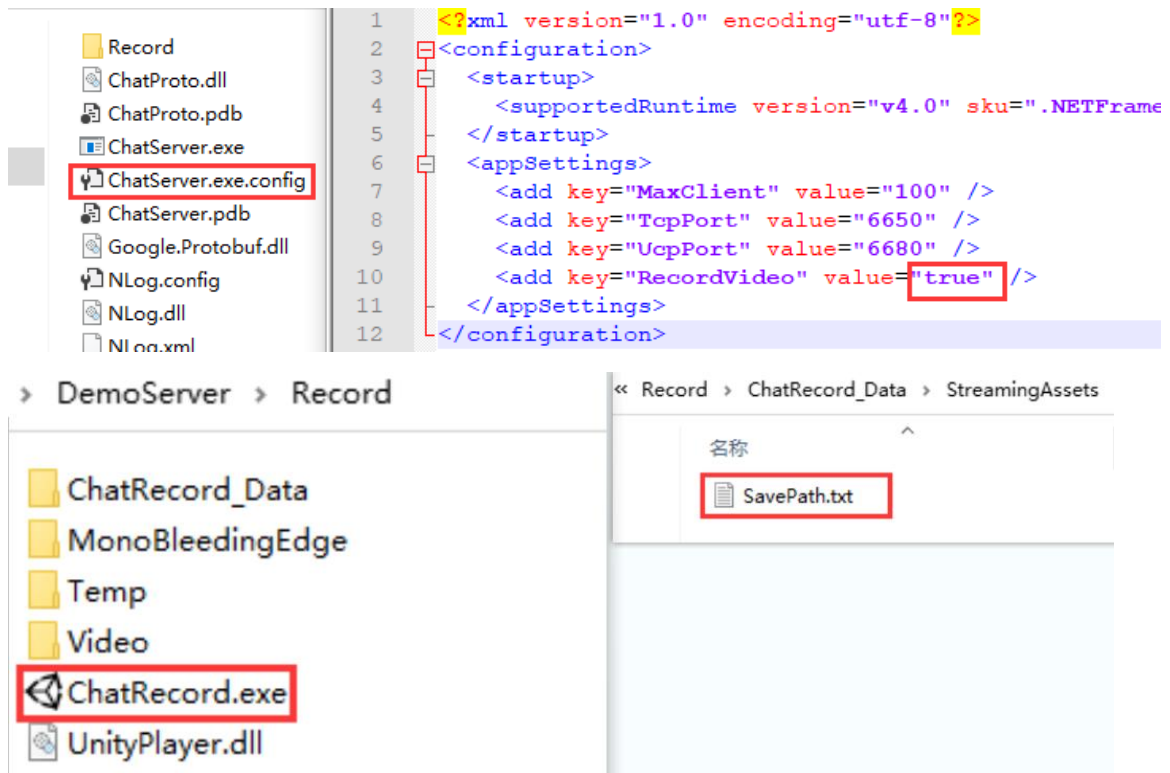 Record
ChatProto.dll
ChatProto.pdb
ChatServer.exe
ChatServer.exe.config
ChatServer.pdb
Google.Protobuf.dll
NLog.config
NLog.dll
NLog.xml
1 <?xml version="1.0" encoding="utf-8"?>
2 <configuration>
3 <startup>
4 <supportedRuntime version="v4.0" sku=".NETFrame
5 </startup>
6 <appSettings>
7 <add key="MaxClient" value="100" />
8 <add key="TcpPort" value="6650" />
9 <add key="UcpPort" value="6680" />
10 <add key="RecordVideo" value="true" />
11 </appSettings>
12 </configuration>
› DemoServer › Record
ChatRecord_Data
MonoBleedingEdge
Temp
Video
ChatRecord.exe
UnityPlayer.dll
« Record › ChatRecord_Data › StreamingAssets
名称
SavePath.txt